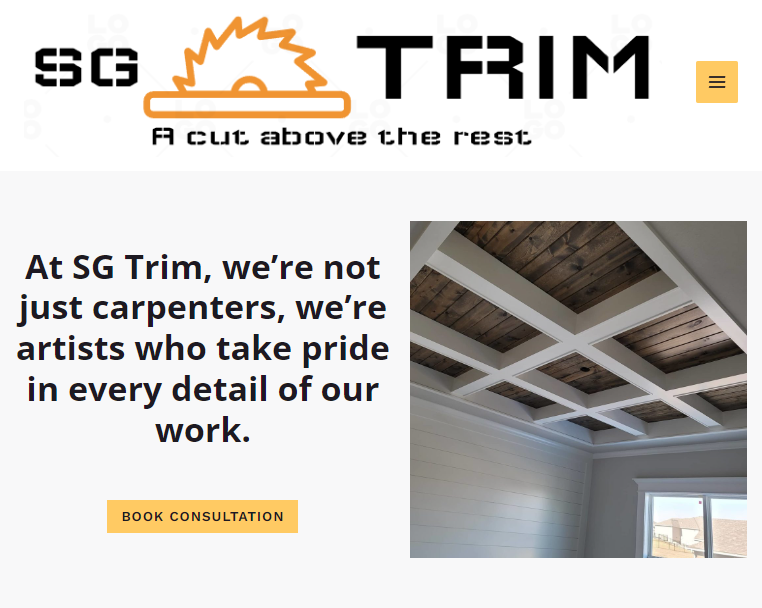 SG TRIM
A cut above the rest
At SG Trim, we’re not
just carpenters, we’re
artists who take pride
in every detail of our
work.
BOOK CONSULTATION